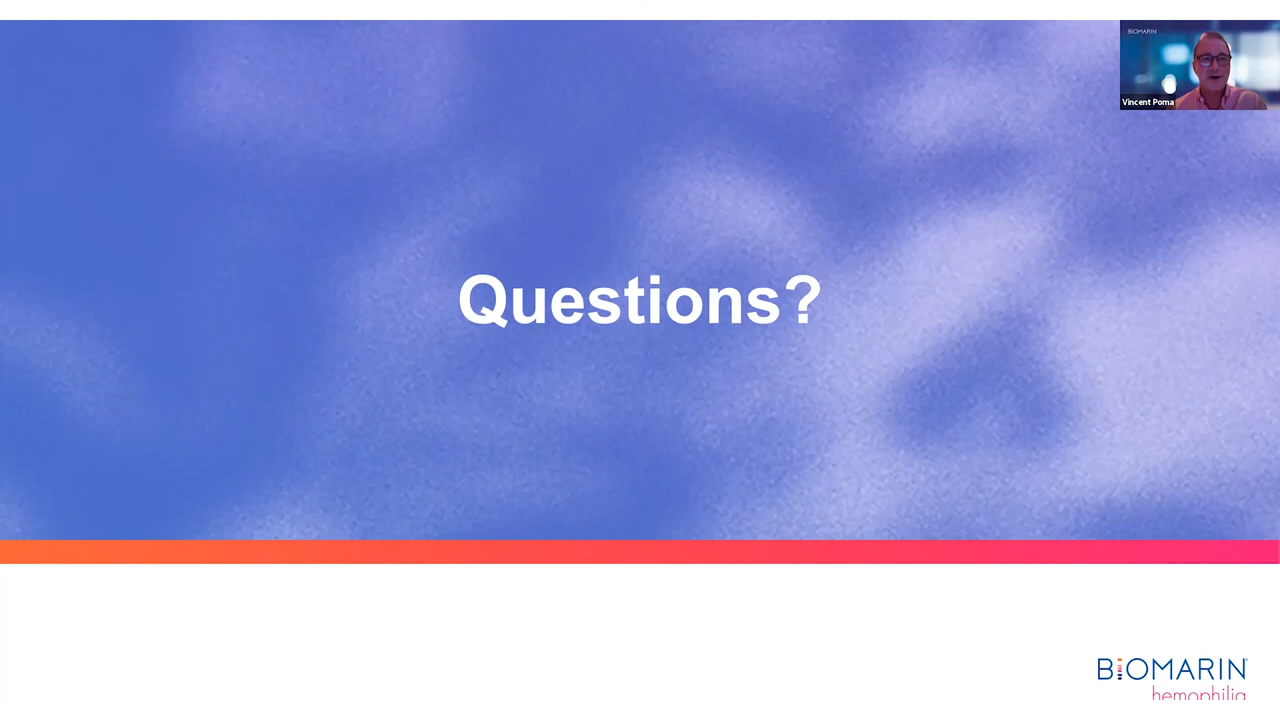 BIOMARIN
Vincent Poma
Questions?
BIOMARIN
hemophilia